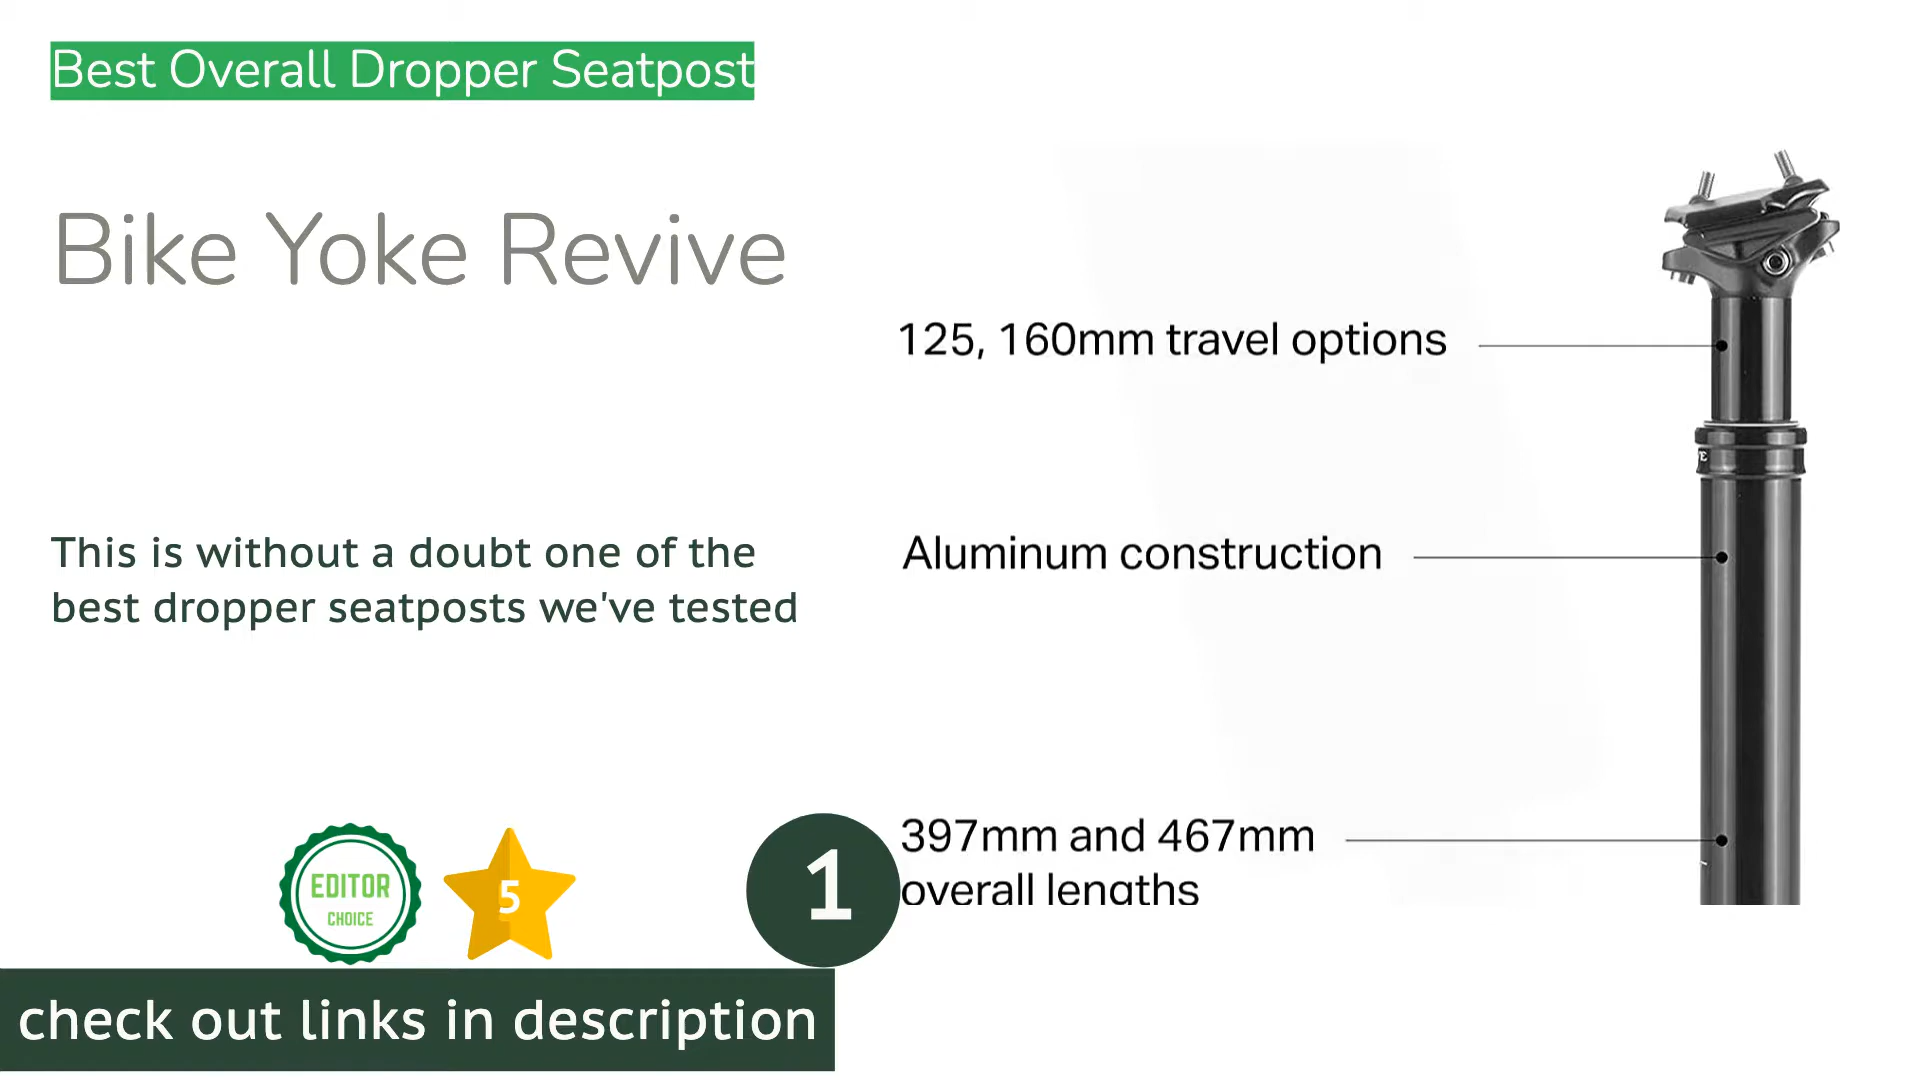 Best Overall Dropper Seatpost
Bike Yoke Revive
125, 160mm travel options
Aluminum construction
This is without a doubt one of the
best dropper seatposts we've tested
397mm and 467mm
overall lengths
EDITOR
CHOICE
5
1
check out links in description